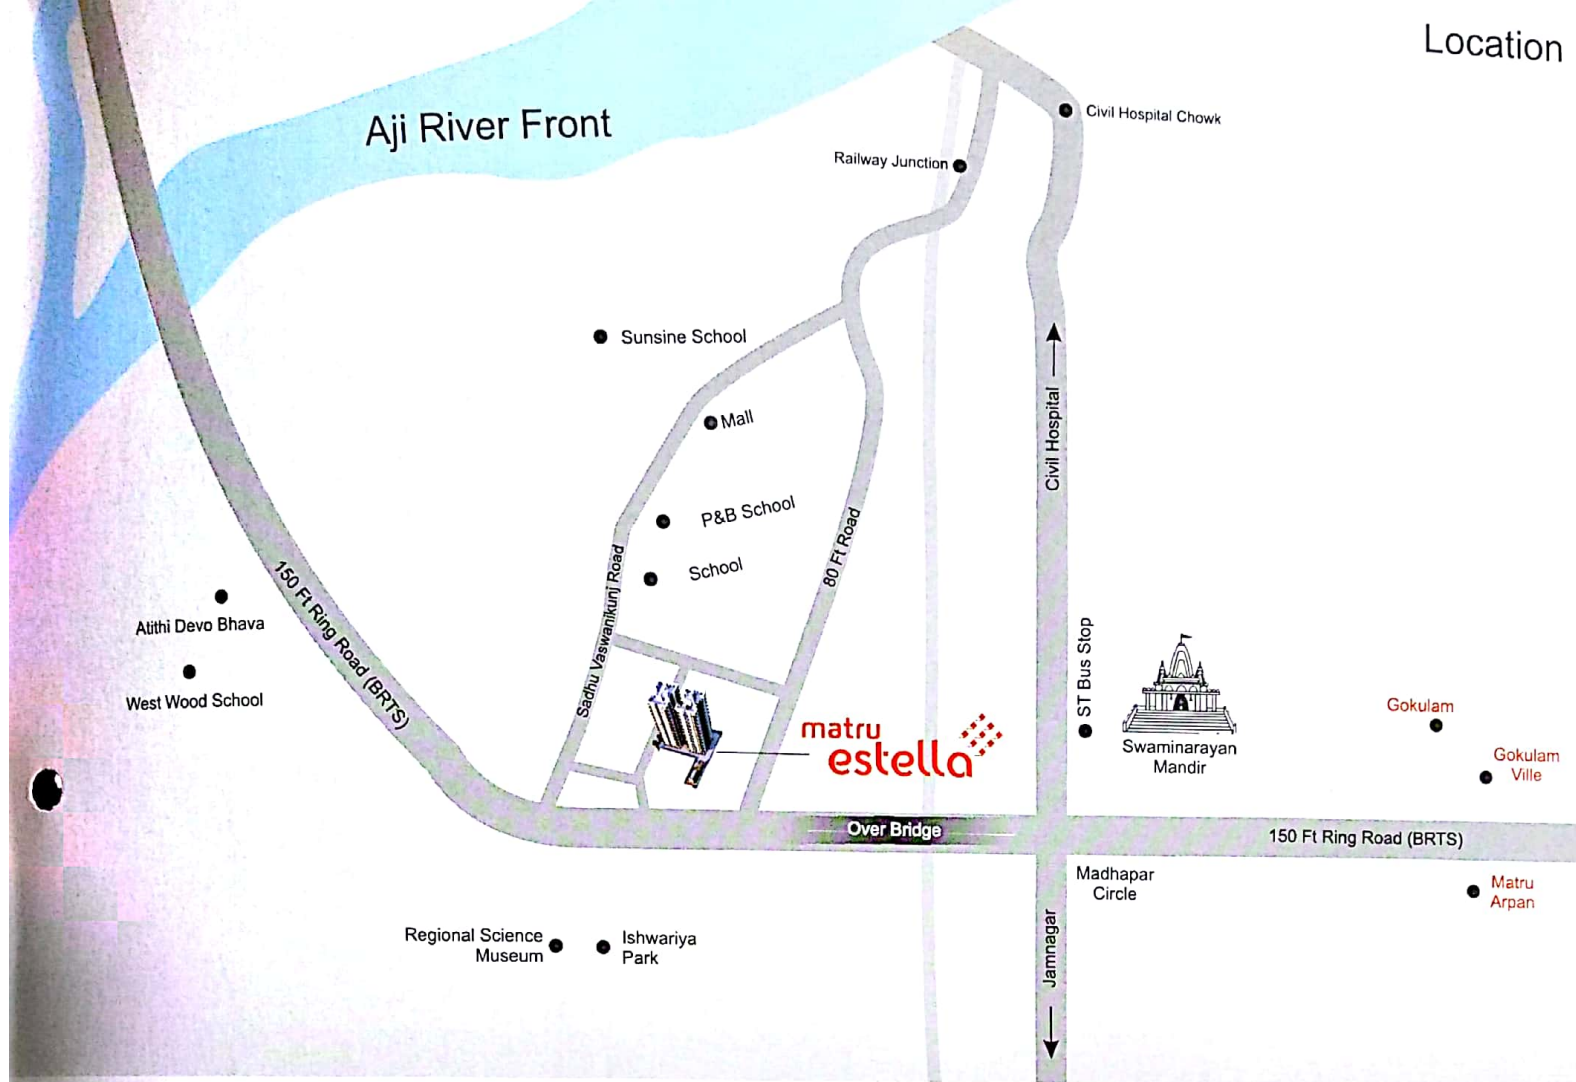 Location
Aji River Front
Civil Hospital Chowk
Railway Junction
Sunsine School
Mall
P&B School
School
Civil Hospital
80 Ft Road
Sadhu Vaswanikunj Road
150 Ft Ring Road (BRTS)
Atithi Devo Bhava
West Wood School
matru
estella
ST Bus Stop
Swaminarayan
Mandir
Gokulam
Gokulam
Ville
Over Bridge
150 Ft Ring Road (BRTS)
Madhapar
Circle
Matru
Arpan
Regional Science
Museum
Ishwariya
Park
Jamnagar